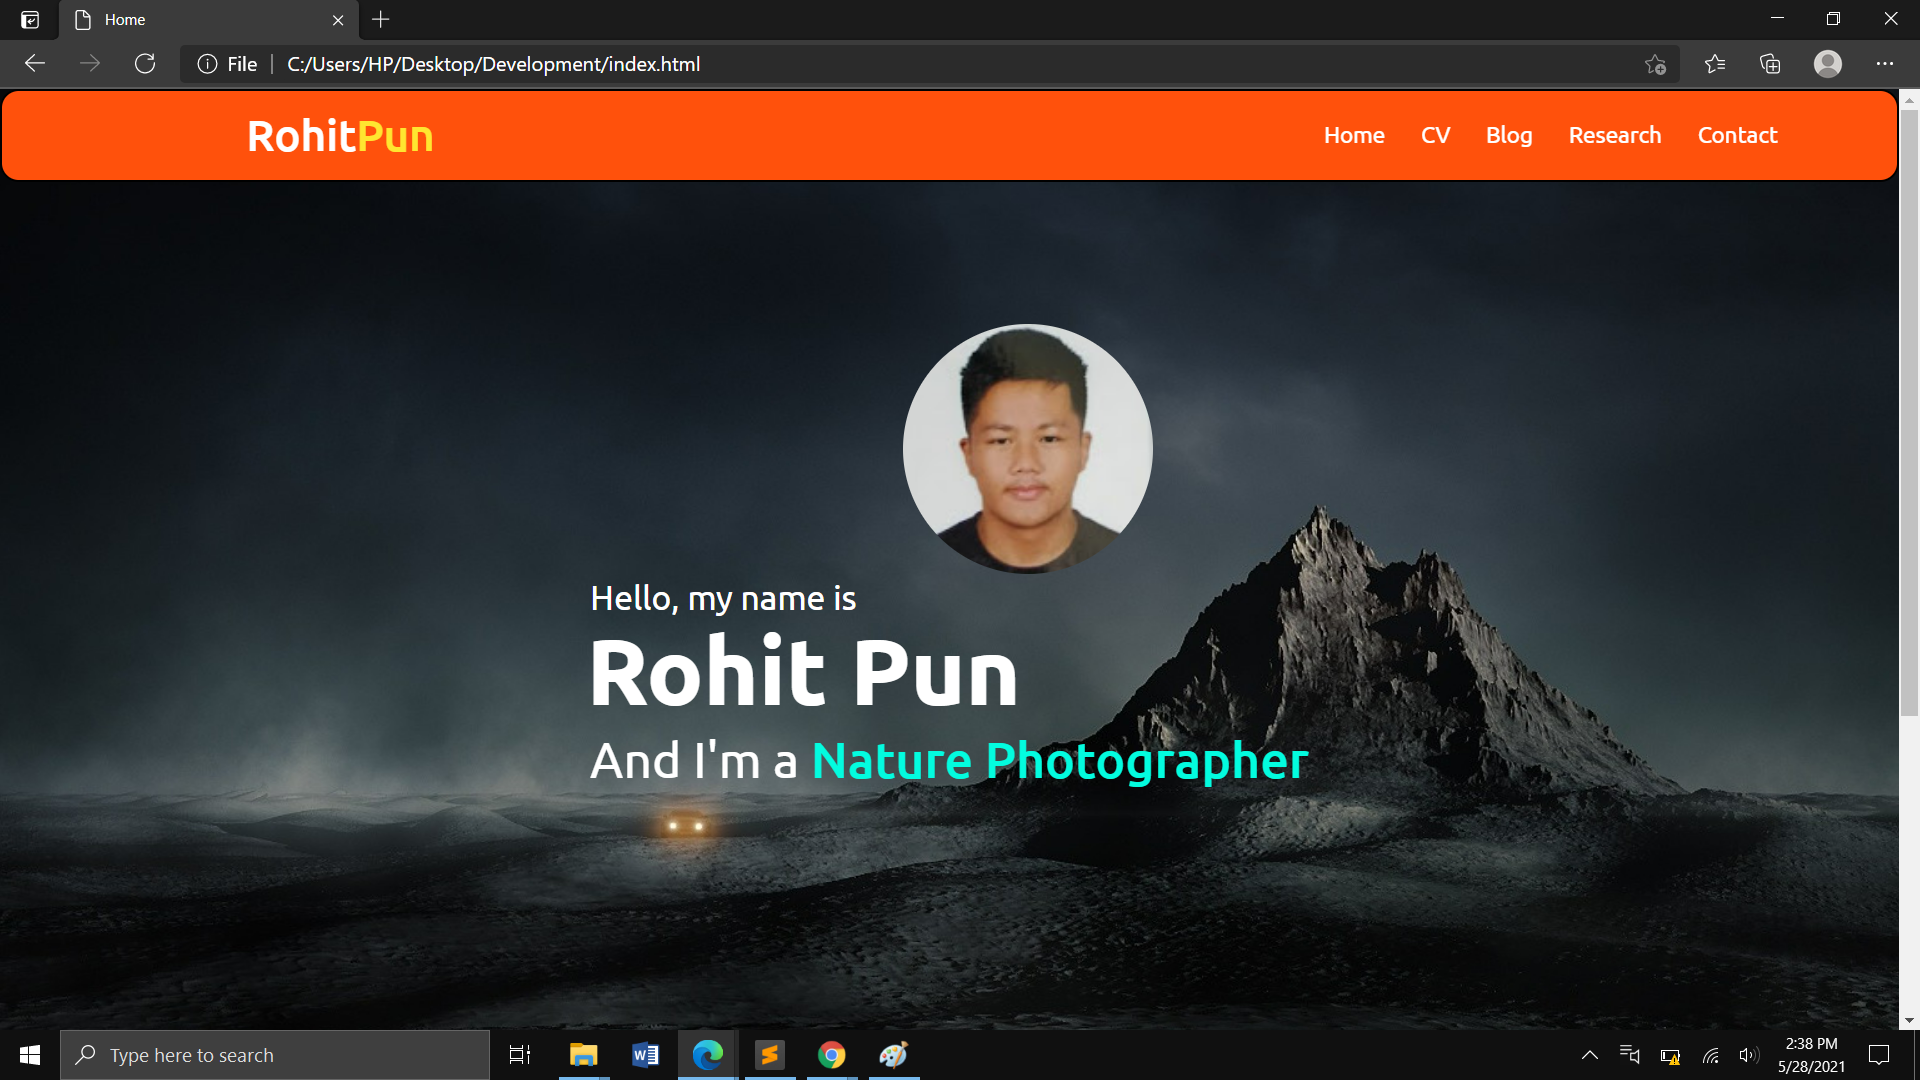 Home
File
C:/Users/HP/Desktop/Development/index.html
RohitPun
Home CV Blog Research Contact
Hello, my name is
Rohit Pun
And I'm a Nature Photographer
Type here to search
2:38 PM
5/28/2021